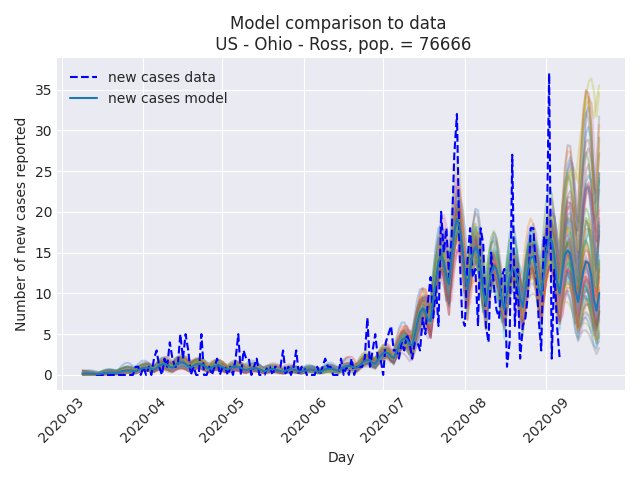 Model comparison to data
US - Ohio - Ross, pop. = 76666
new cases data
new cases model
Number of new cases reported
35
30
25
20
15
10
5
0
2020-03
2020-04
2020-05
2020-06
2020-07
2020-08
2020-09
Day